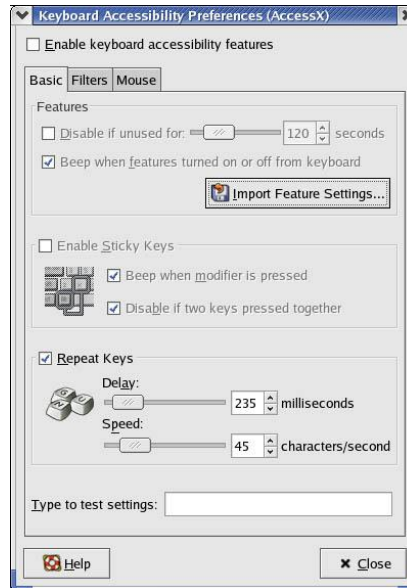 Keyboard Accessibility Preferences (AccessX)
Enable keyboard accessibility features
Basic Filters Mouse
Features
Disable if unused for: 120 seconds
Beep when features turned on or off from keyboard
Import Feature Settings...
Enable Sticky Keys
Beep when modifier is pressed
Disable if two keys pressed together
Repeat Keys
Delay:
235 milliseconds
Speed:
45 characters/second
Type to test settings:
Help Close